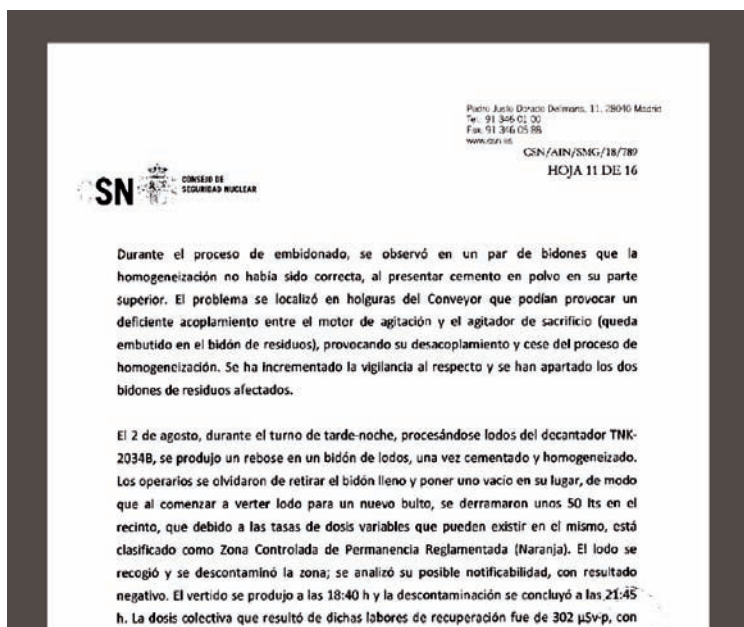 Pedro Justo Dorado Dellmans, 11. 28040 Madrid
Tel. 91 346 01 00
Fax 91 346 05 88
www.csn.es
CSN/AIN/SMG/18/789
HOJA 11 DE 16
SN
CONSEJO DE
SEGURIDAD NUCLEAR
Durante el proceso de embidonado, se observó en un par de bidones que la
homogeneización no había sido correcta, al presentar cemento en polvo en su parte
superior. El problema se localizó en holguras del Conveyor que podían provocar un
deficiente acoplamiento entre el motor de agitación y el agitador de sacrificio (queda
embutido en el bidón de residuos), provocando su desacoplamiento y cese del proceso de
homogeneización. Se ha incrementado la vigilancia al respecto y se han apartado los dos
bidones de residuos afectados.
El 2 de agosto, durante el turno de tarde-noche, procesándose lodos del decantador TNK-
2034B, se produjo un rebose en un bidón de lodos, una vez cementado y homogeneizado.
Los operarios se olvidaron de retirar el bidón lleno y poner uno vacío en su lugar, de modo
que al comenzar a verter lodo para un nuevo bulto, se derramaron unos 50 lts en el
recinto, que debido a las tasas de dosis variables que pueden existir en el mismo, está
clasificado como Zona Controlada de Permanencia Reglamentada (Naranja). El lodo se
recogió y se descontaminó la zona; se analizó su posible notificabilidad, con resultado
negativo. El vertido se produjo a las 18:40 h y la descontaminación se concluyó a las 21:45
h. La dosis colectiva que resultó de dichas labores de recuperación fue de 302 µSv·p, con